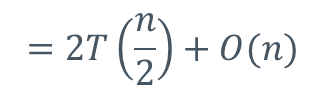 = 2T(n/2) + O(n)